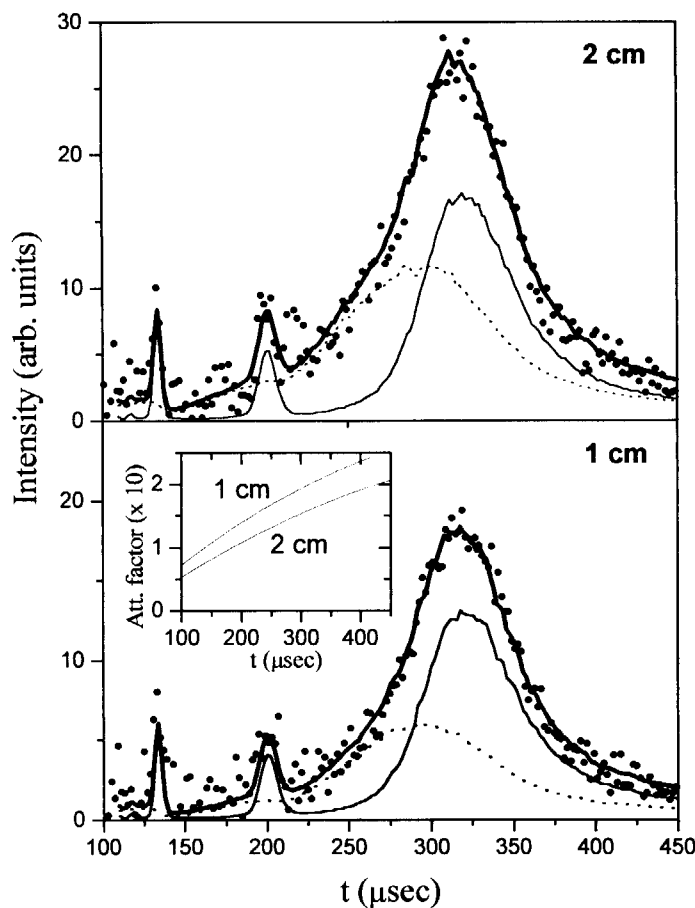 30
2 cm
20
10
0
Intensity (arb. units)
1 cm
20
10
0
Att. factor (x 10)
2
1
0
1 cm
2 cm
100 200 300 400
t (μsec)
100 150 200 250 300 350 400 450
t (μsec)